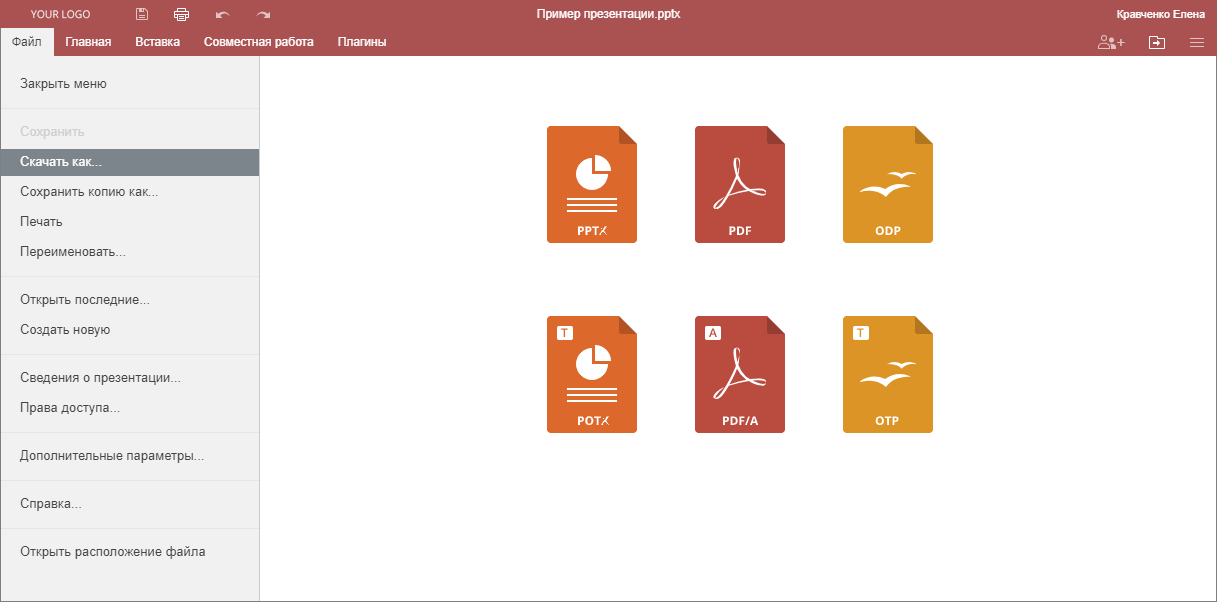 YOUR LOGO
Пример презентации.pptx
Кравченко Елена
Файл Главная Вставка Совместная работа Плагины
Закрыть меню
Сохранить
Скачать как...
Сохранить копию как...
Печать
Переименовать...
Открыть последние...
Создать новую
Сведения о презентации...
Права доступа...
Дополнительные параметры...
Справка...
Открыть расположение файла
PPTX
PDF
ODP
T
POTX
A
PDF/A
T
OTP